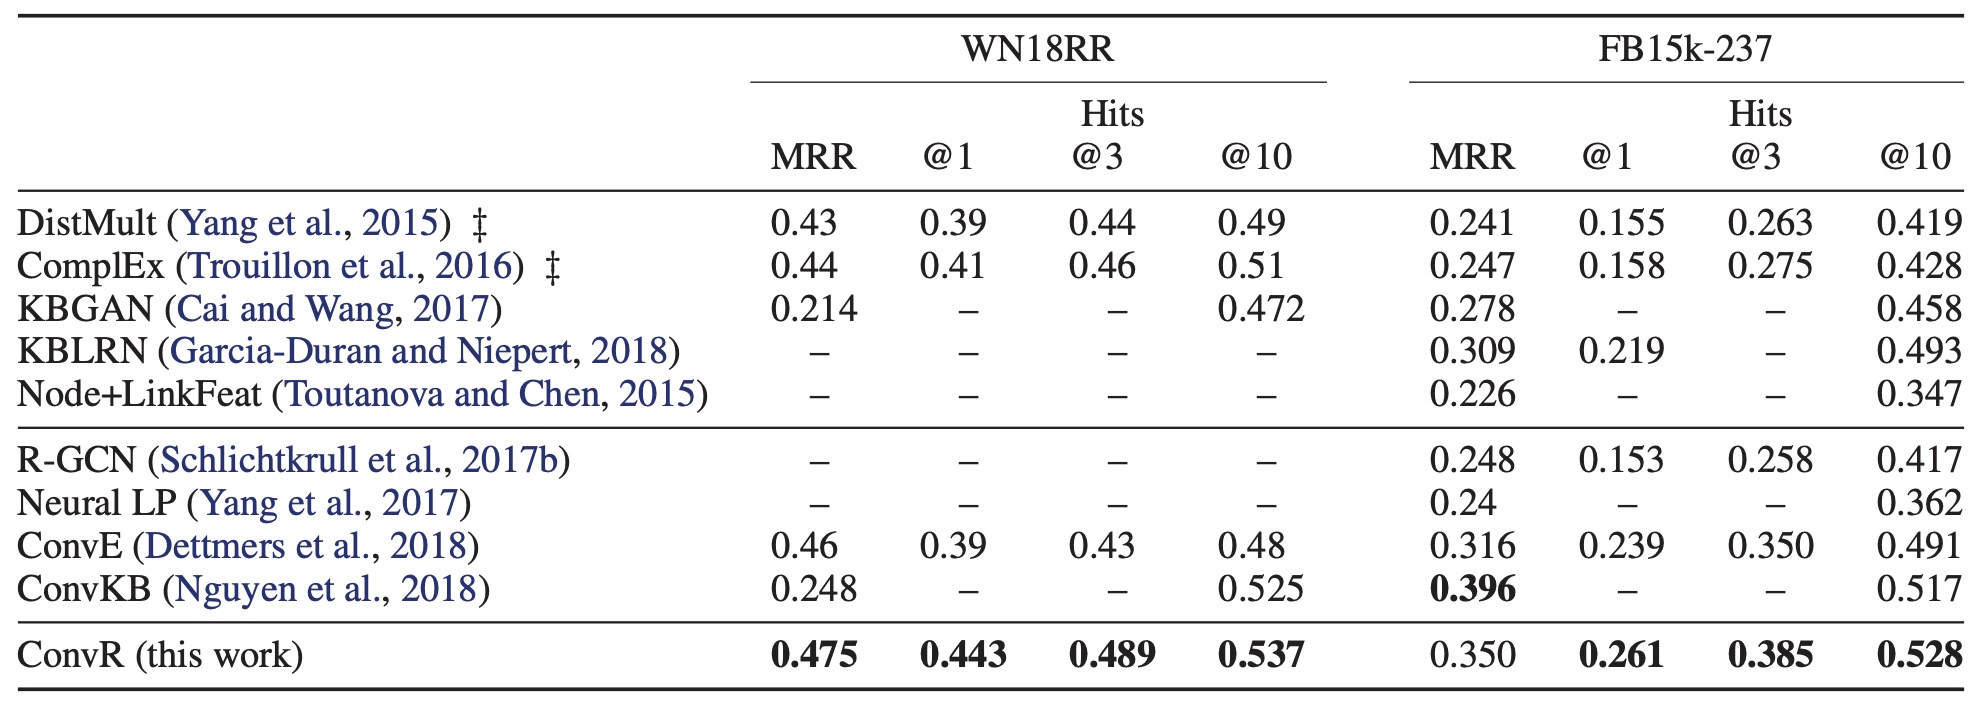 WN18RR FB15k-237
Hits Hits
MRR @1 @3 @10 MRR @1 @3 @10
DistMult (Yang et al., 2015) ‡ 0.43 0.39 0.44 0.49 0.241 0.155 0.263 0.419
ComplEx (Trouillon et al., 2016) ‡ 0.44 0.41 0.46 0.51 0.247 0.158 0.275 0.428
KBGAN (Cai and Wang, 2017) 0.214 – – 0.472 0.278 – – 0.458
KBLRN (Garcia-Duran and Niepert, 2018) – – – – 0.309 0.219 – 0.493
Node+LinkFeat (Toutanova and Chen, 2015) – – – – 0.226 – – 0.347
R-GCN (Schlichtkrull et al., 2017b) – – – – 0.248 0.153 0.258 0.417
Neural LP (Yang et al., 2017) – – – – 0.24 – – 0.362
ConvE (Dettmers et al., 2018) 0.46 0.39 0.43 0.48 0.316 0.239 0.350 0.491
ConvKB (Nguyen et al., 2018) 0.248 – – 0.525 0.396 – – 0.517
ConvR (this work) 0.475 0.443 0.489 0.537 0.350 0.261 0.385 0.528